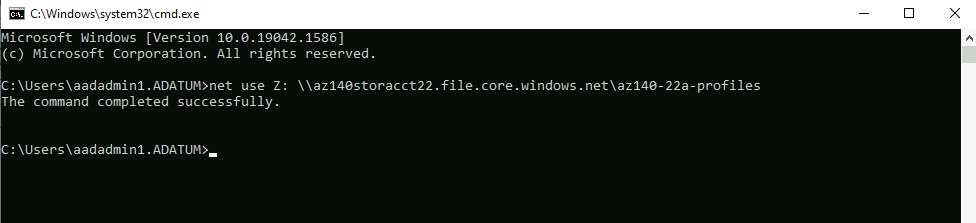 C:\Windows\system32\cmd.exe
Microsoft Windows [Version 10.0.19042.1586]
(c) Microsoft Corporation. All rights reserved.
C:\Users\aadadmin1.ADATUM>net use Z: \\az140storacct22.file.core.windows.net\az140-22a-profiles
The command completed successfully.
C:\Users\aadadmin1.ADATUM>